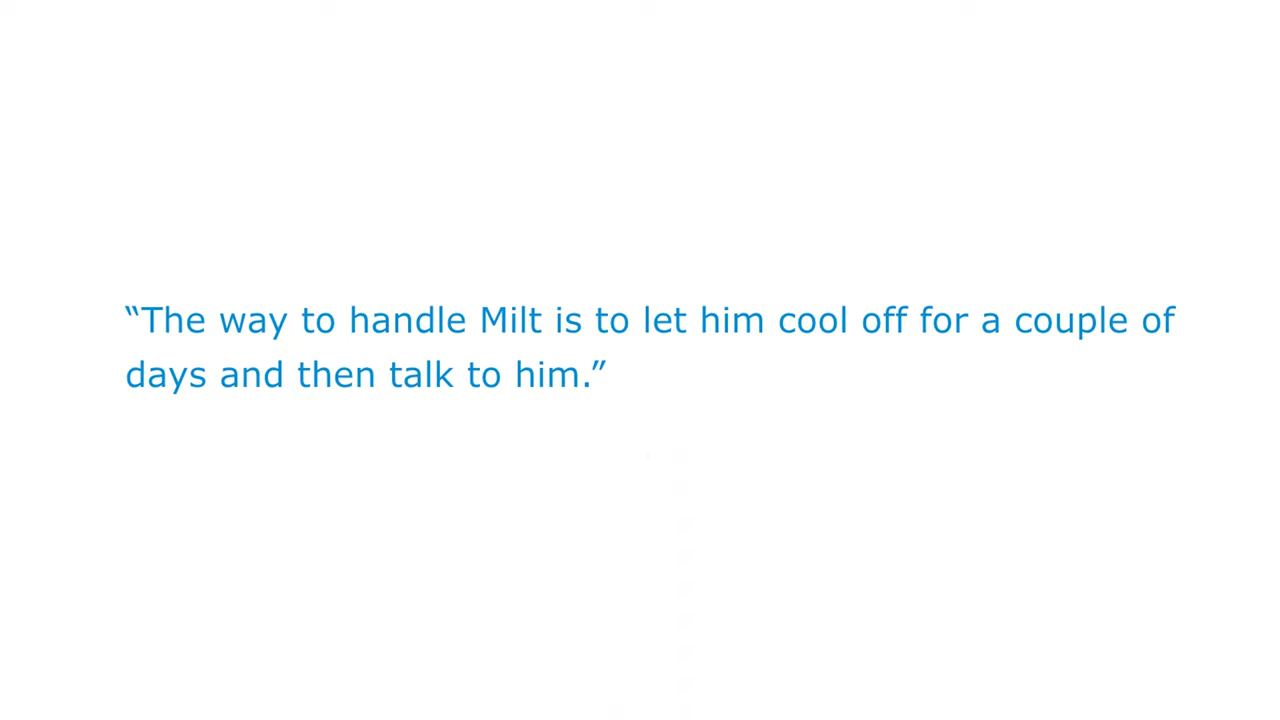 “The way to handle Milt is to let him cool off for a couple of
days and then talk to him.”